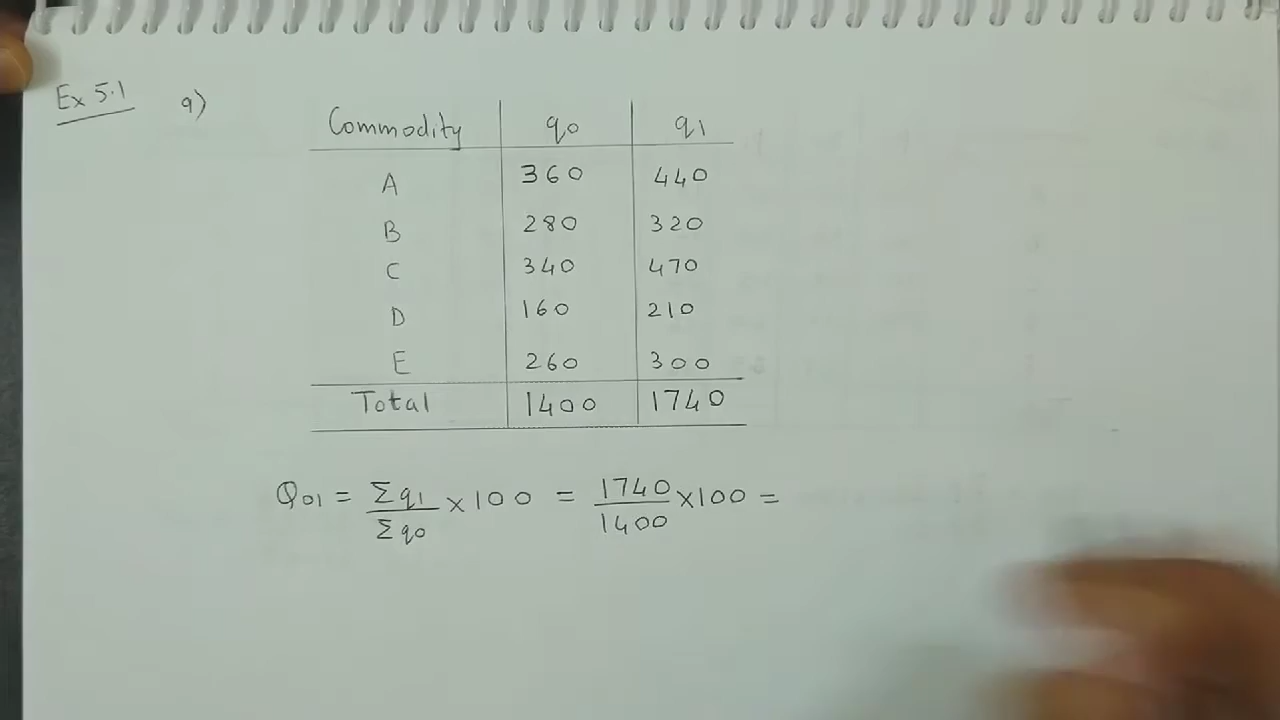 Ex 5.1 9)
Commodity q0 q1
A 360 440
B 280 320
C 340 470
D 160 210
E 260 300
Total 1400 1740
Q01 = Σq1/Σq0 × 100 = 1740/1400 × 100 =